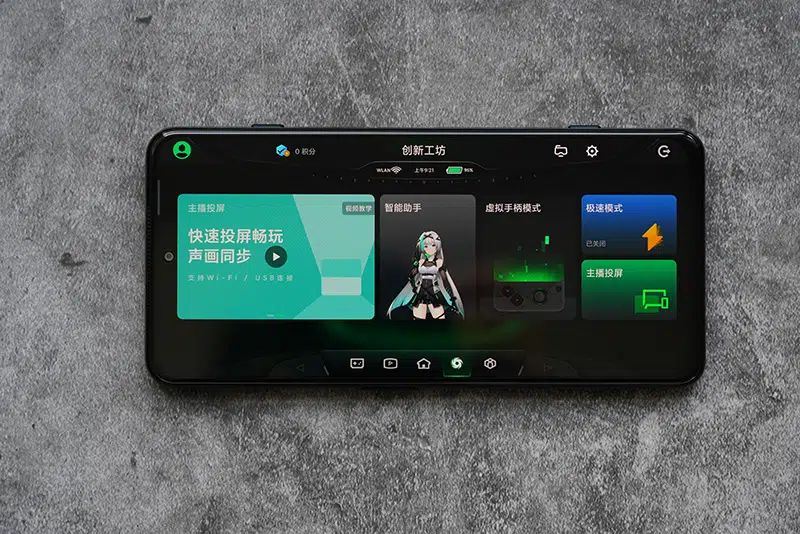 0 积分
创新工坊
WLAN
上午9:21
96%
主播投屏
视频教学
快速投屏畅玩
声画同步
支持Wi-Fi / USB连接
智能助手
虚拟手柄模式
极速模式
已关闭
主播投屏